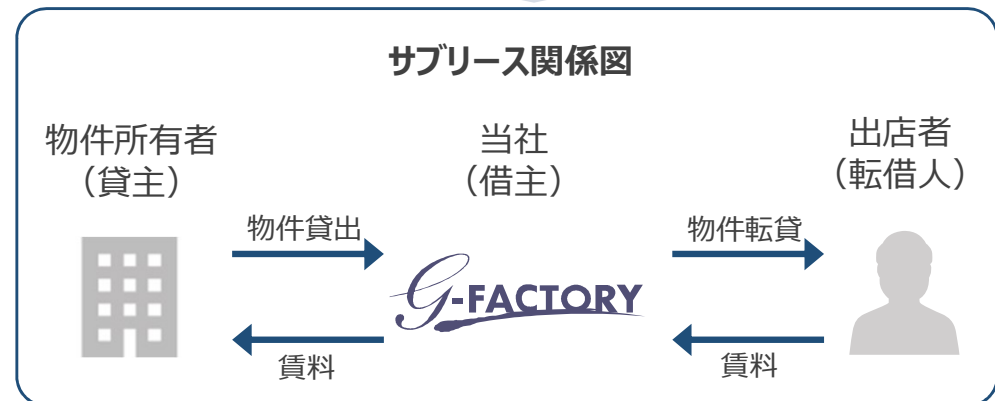 サブリース関係図
物件所有者
（貸主）
当社
（借主）
出店者
（転借人）
物件貸出
物件転貸
G-FACTORY
賃料
賃料